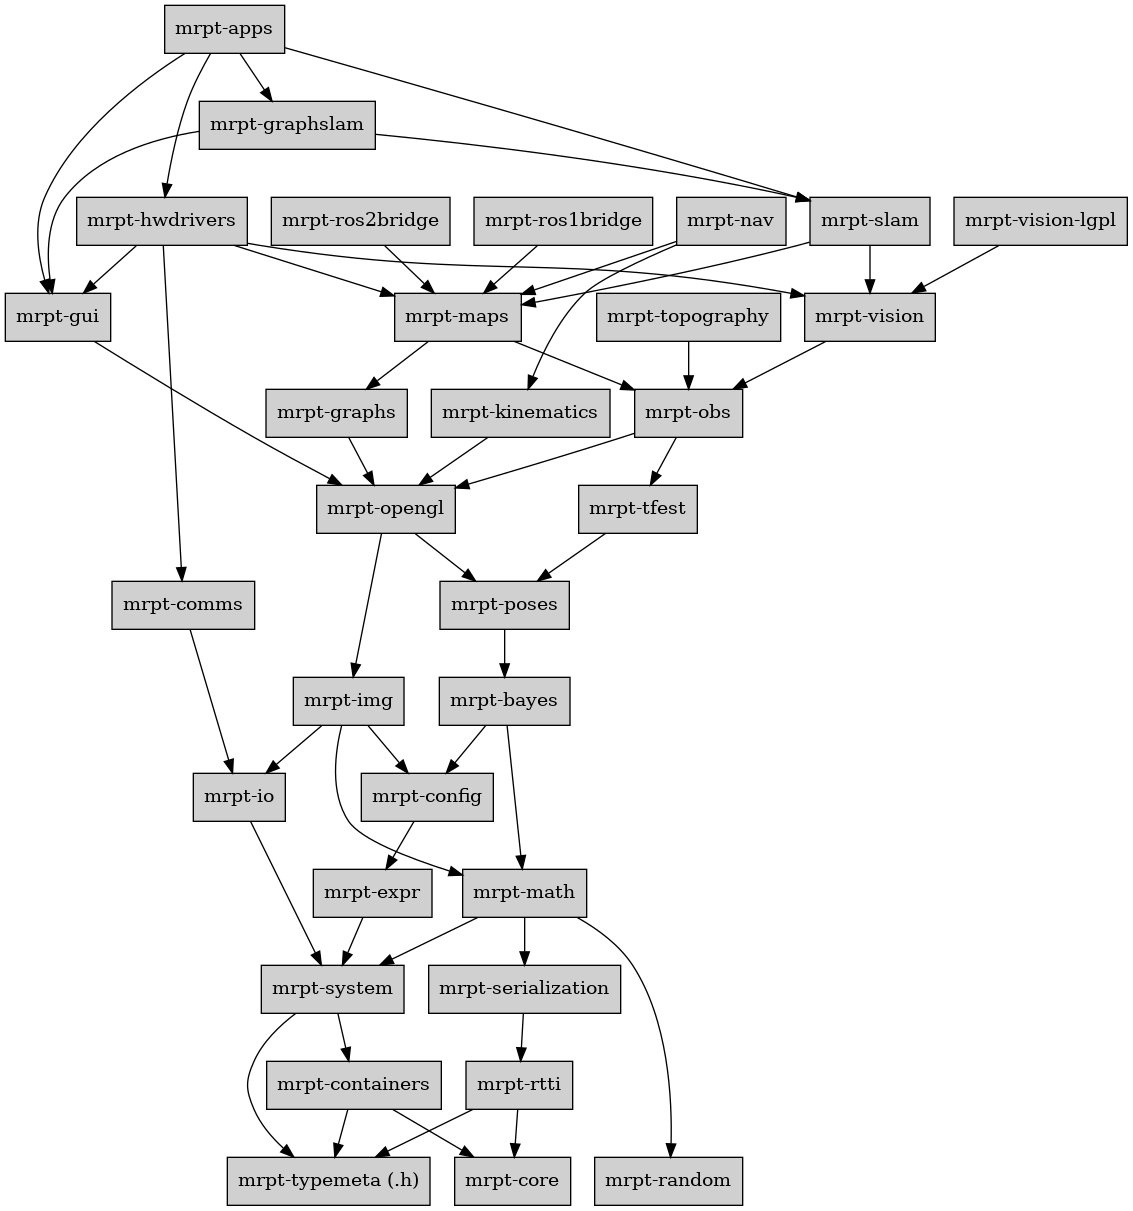 mrpt-apps
mrpt-graphslam
mrpt-hwdrivers
mrpt-ros2bridge
mrpt-ros1bridge
mrpt-nav
mrpt-slam
mrpt-vision-lgpl
mrpt-gui
mrpt-maps
mrpt-topography
mrpt-vision
mrpt-graphs
mrpt-kinematics
mrpt-obs
mrpt-opengl
mrpt-tfest
mrpt-comms
mrpt-poses
mrpt-img
mrpt-bayes
mrpt-io
mrpt-config
mrpt-expr
mrpt-math
mrpt-system
mrpt-serialization
mrpt-containers
mrpt-rtti
mrpt-typemeta (.h)
mrpt-core
mrpt-random